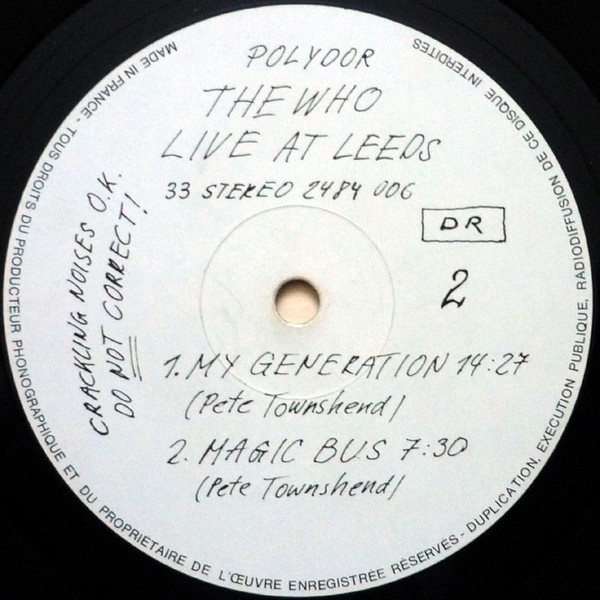 POLYDOR
THE WHO
LIVE AT LEEDS
33 STEREO 2484 006
DR
2
CRACKLING NOISES O.K.
DO NOT CORRECT!
1. MY GENERATION 14:27
(Pete Townshend)
2. MAGIC BUS 7:30
(Pete Townshend)
MADE IN FRANCE - TOUS DROITS DU PRODUCTEUR PHONOGRAPHIQUE ET DU PROPRIETAIRE DE L'ŒUVRE ENREGISTRÉE RÉSERVÉS - DUPLICATION, EXECUTION PUBLIQUE, RADIODIFFUSION DE CE DISQUE INTERDITES